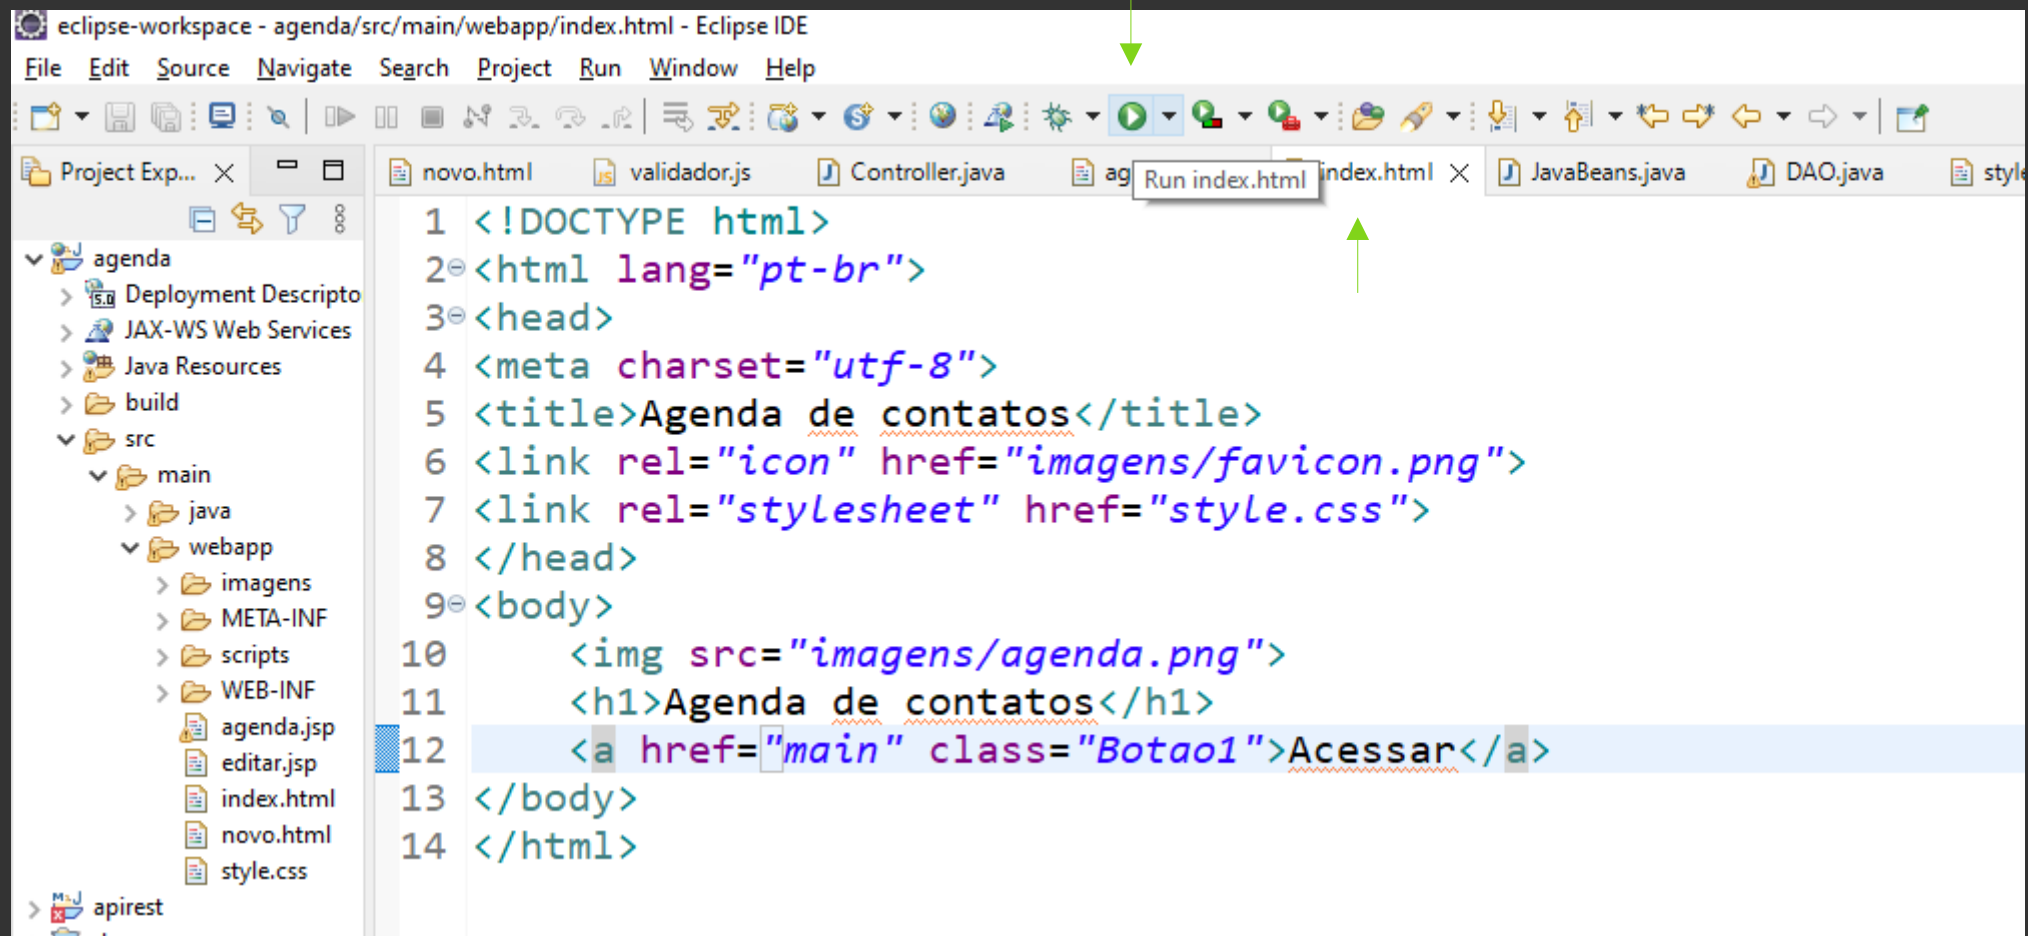 eclipse-workspace - agenda/src/main/webapp/index.html - Eclipse IDE
File Edit Source Navigate Search Project Run Window Help
Project Exp... novo.html validador.js Controller.java ag Run index.html index.html JavaBeans.java DAO.java style
agenda
Deployment Descripto
JAX-WS Web Services
Java Resources
build
src
main
java
webapp
imagens
META-INF
scripts
WEB-INF
agenda.jsp
editar.jsp
index.html
novo.html
style.css
apirest
1 <!DOCTYPE html>
2 <html lang="pt-br">
3 <head>
4 <meta charset="utf-8">
5 <title>Agenda de contatos</title>
6 <link rel="icon" href="imagens/favicon.png">
7 <link rel="stylesheet" href="style.css">
8 </head>
9 <body>
10 <img src="imagens/agenda.png">
11 <h1>Agenda de contatos</h1>
12 <a href="main" class="Botao1">Acessar</a>
13 </body>
14 </html>